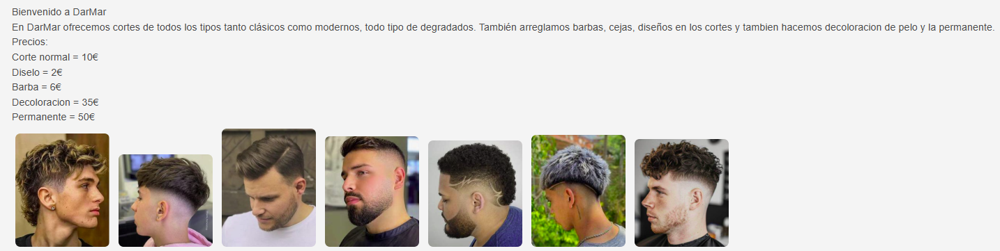 Bienvenido a DarMar
En DarMar ofrecemos cortes de todos los tipos tanto clásicos como modernos, todo tipo de degradados. También arreglamos barbas, cejas, diseños en los cortes y tambien hacemos decoloracion de pelo y la permanente.
Precios:
Corte normal = 10€
Diselo = 2€
Barba = 6€
Decoloracion = 35€
Permanente = 50€